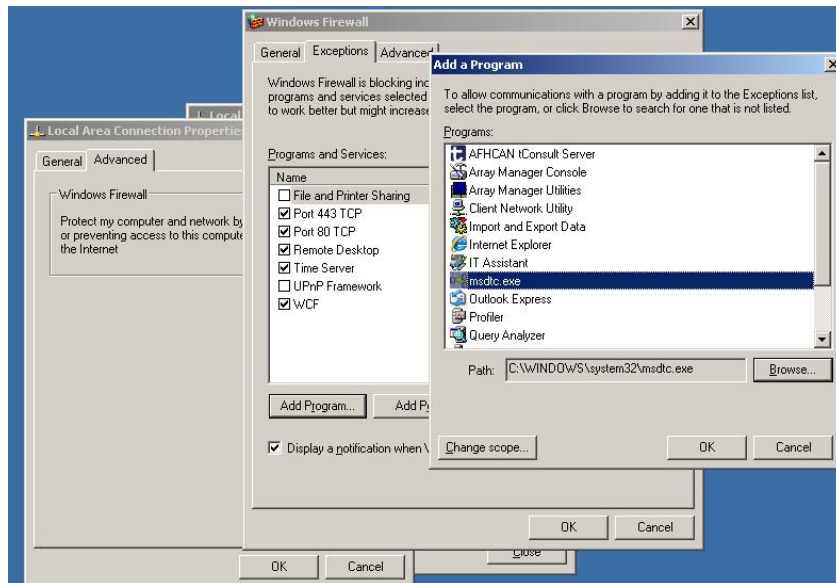 Windows Firewall
General
Exceptions
Advanced
Windows Firewall is blocking inc
programs and services selected
to work better but might increase
Programs and Services:
Name
File and Printer Sharing
Port 443 TCP
Port 80 TCP
Remote Desktop
Time Server
UPnP Framework
WCF
Add Program...
Add P
Display a notification when
OK
Cancel
Add a Program
To allow communications with a program by adding it to the Exceptions list,
select the program, or click Browse to search for one that is not listed.
Programs:
AFHCAN tConsult Server
Array Manager Console
Array Manager Utilities
Client Network Utility
Import and Export Data
Internet Explorer
IT Assistant
msdtc.exe
Outlook Express
Profiler
Query Analyzer
Path:
C:\WINDOWS\system32\msdtc.exe
Browse...
Change scope...
OK
Cancel
Local
Local Area Connection Propertie
General
Advanced
Windows Firewall
Protect my computer and network by
or preventing access to this compute
the Internet
OK
Cancel
Close